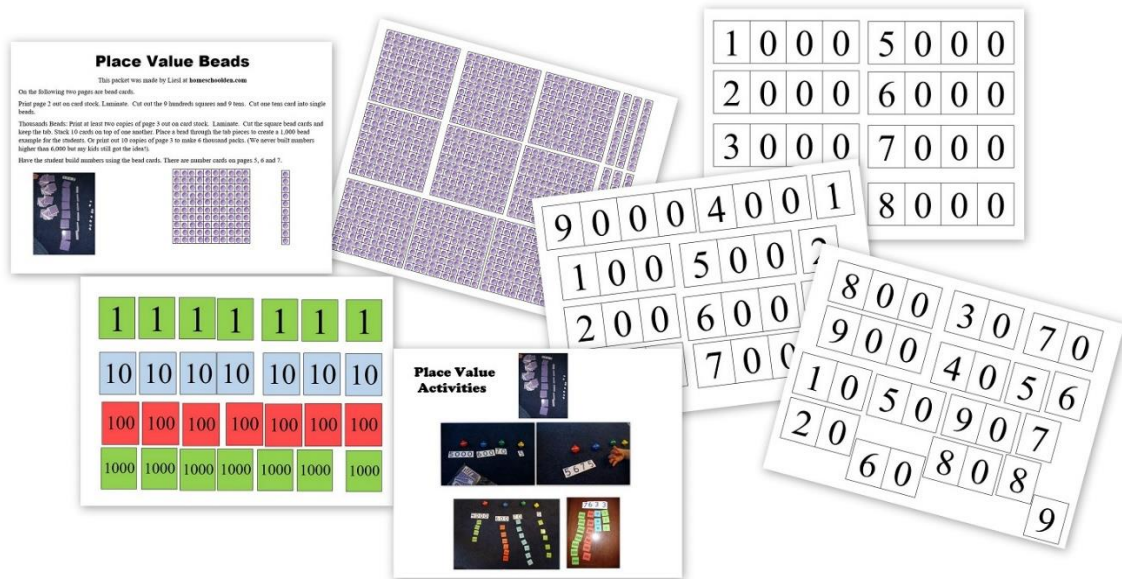 Place Value Beads
This packet was made by Liesl at homeschoolden.com
On the following two pages are bead cards.
Print page 2 out on card stock. Laminate. Cut out the 9 hundreds squares and 9 tens. Cut one tens card into single
beads.
Thousands Beads: Print at least two copies of page 3 out on card stock. Laminate. Cut the square bead cards and
keep the tab. Stack 10 cards on top of one another. Place a brad through the tab pieces to create a 1,000 bead
example for the students. Or print out 10 copies of page 3 to make 6 thousand packs. (We never built numbers
higher than 6,000 but my kids still got the idea!).
Have the student build numbers using the bead cards. There are number cards on pages 5, 6 and 7.
1000 5000
2000 6000
3000 7000
8000
9000 400 1
100 500 2
200 600
700
800 30 70
900 40 5 6
10 50 90 7
20 60 80 8
9
1 1 1 1 1 1 1
10 10 10 10 10 10 10
100 100 100 100 100 100 100
1000 1000 1000 1000 1000 1000 1000
Place Value
Activities
5000 600 70
5675